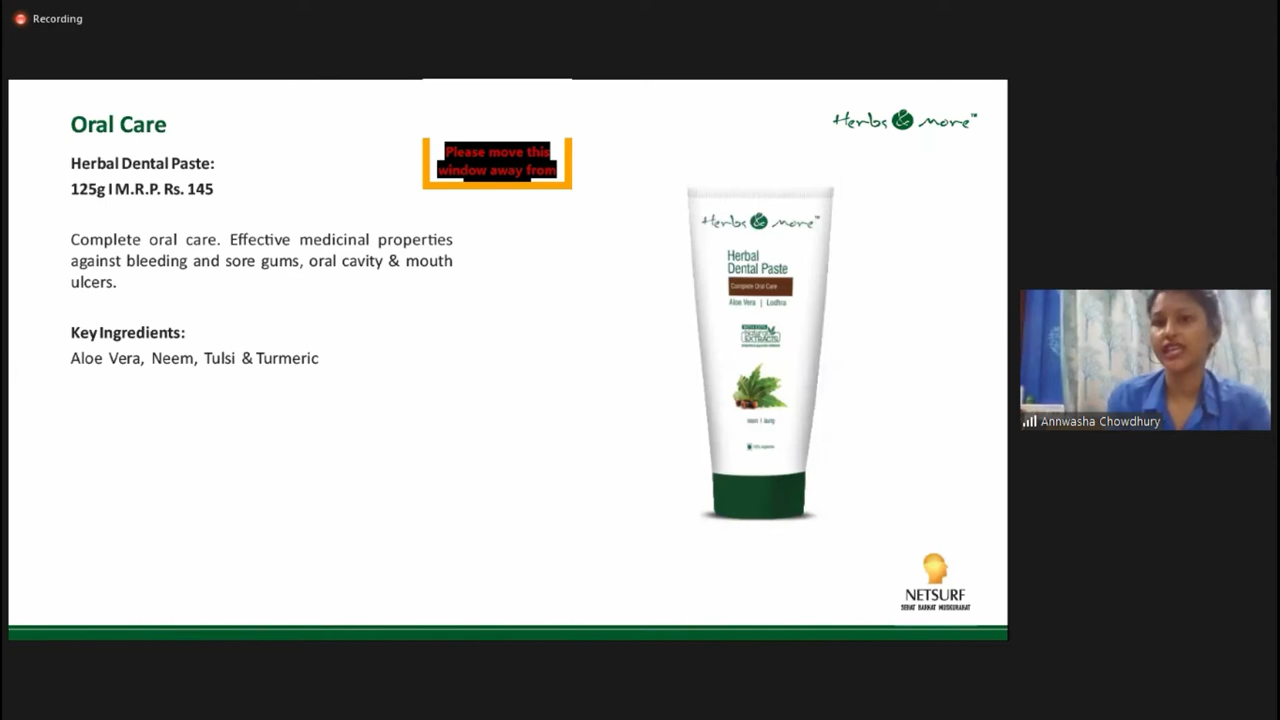 Recording
Oral Care
Herbs & more™
Herbal Dental Paste:
125g I M.R.P. Rs. 145
Please move this
window away from
Complete oral care. Effective medicinal properties
against bleeding and sore gums, oral cavity & mouth
ulcers.
Key Ingredients:
Aloe Vera, Neem, Tulsi & Turmeric
Herbs & more™
Herbal
Dental Paste
Complete Oral Care
Aloe Vera | Lodhra
natural
EXTRACTS
Annwasha Chowdhury
NETSURF
SEHAT BARKAT MUSKURAHAT